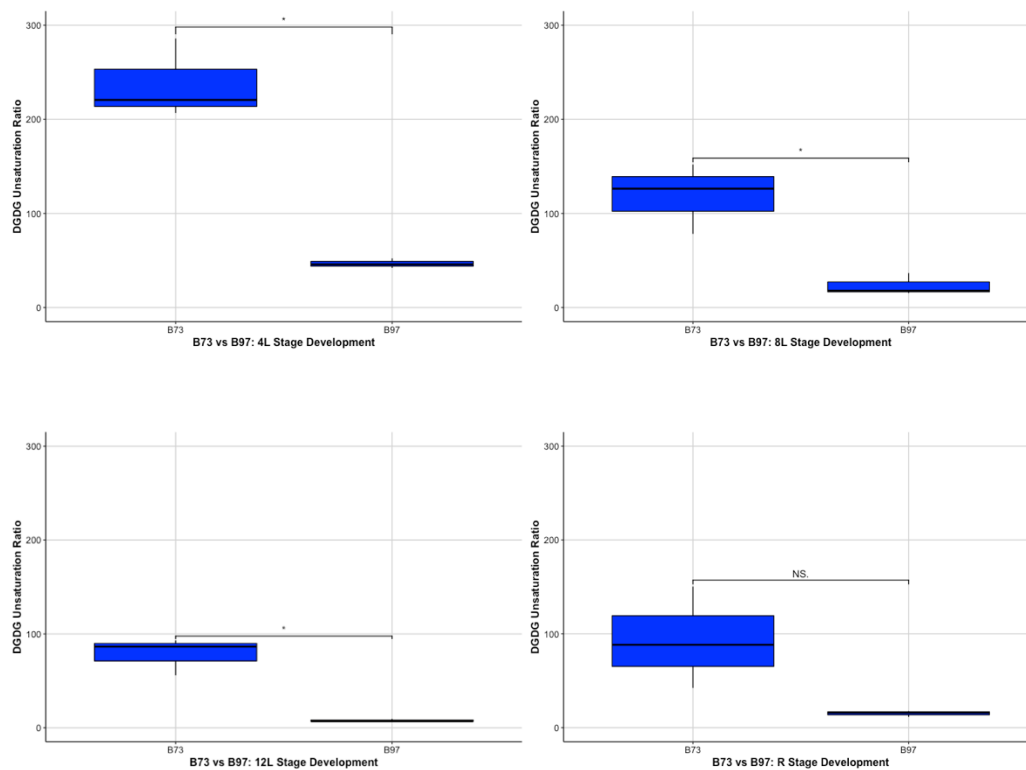 300
200
100
0
DGDG Unsaturation Ratio
*
B73
B97
B73 vs B97: 4L Stage Development
300
200
100
0
DGDG Unsaturation Ratio
*
B73
B97
B73 vs B97: 8L Stage Development
300
200
100
0
DGDG Unsaturation Ratio
*
B73
B97
B73 vs B97: 12L Stage Development
300
200
100
0
DGDG Unsaturation Ratio
NS.
B73
B97
B73 vs B97: R Stage Development